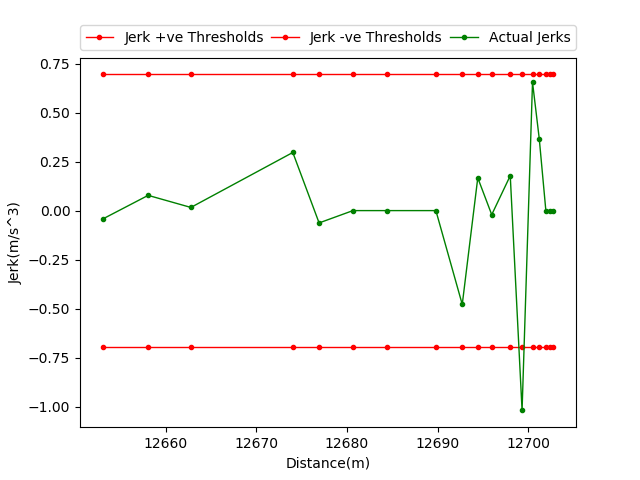 Jerk +ve Thresholds Jerk -ve Thresholds Actual Jerks
0.75
0.50
0.25
0.00
−0.25
−0.50
−0.75
−1.00
Jerk(m/s^3)
12660 12670 12680 12690 12700
Distance(m)